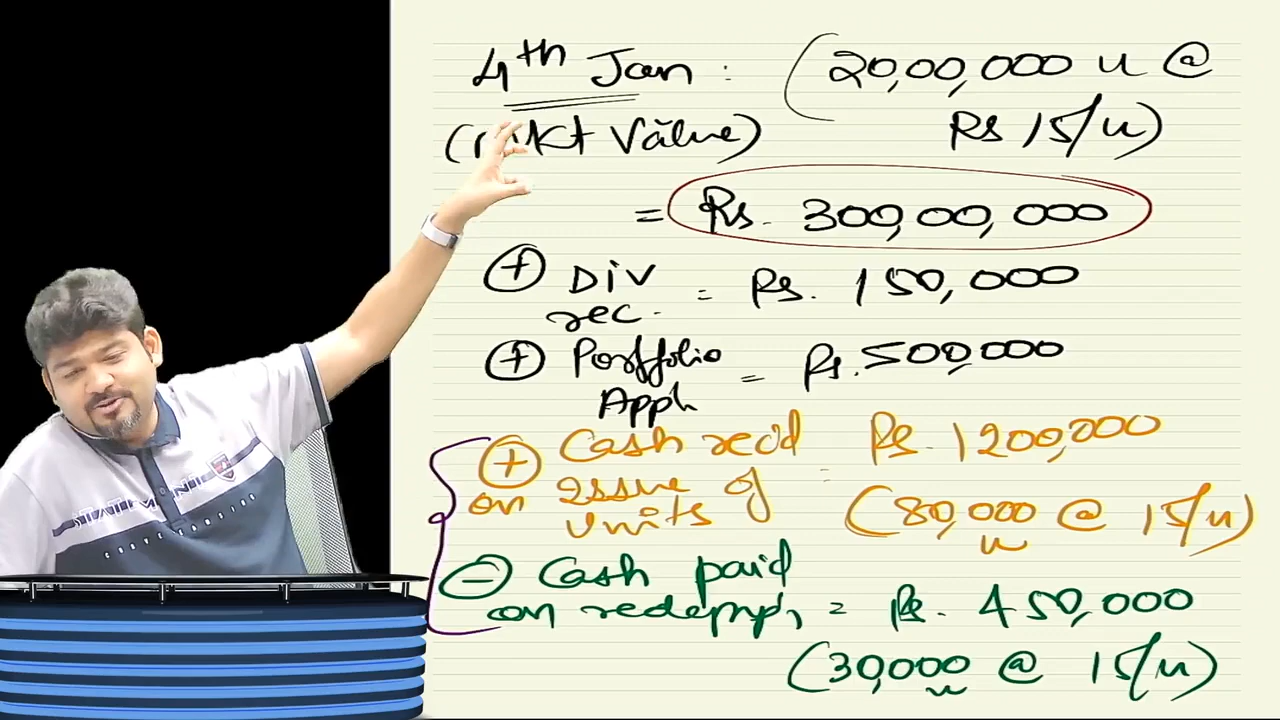 4th Jan : (20,00,000 u @
(Mkt Value) Rs 15/u)
= Rs. 300,00,000
(+) Div rec. = Rs. 150,000
(+) Portfolio Appn = Rs. 500,000
(+) Cash rec'd Rs. 1200,000
on issue of units = (80,000 u @ 15/u)
(-) Cash paid
on redempn = Rs. 450,000
(30,000 u @ 15/u)